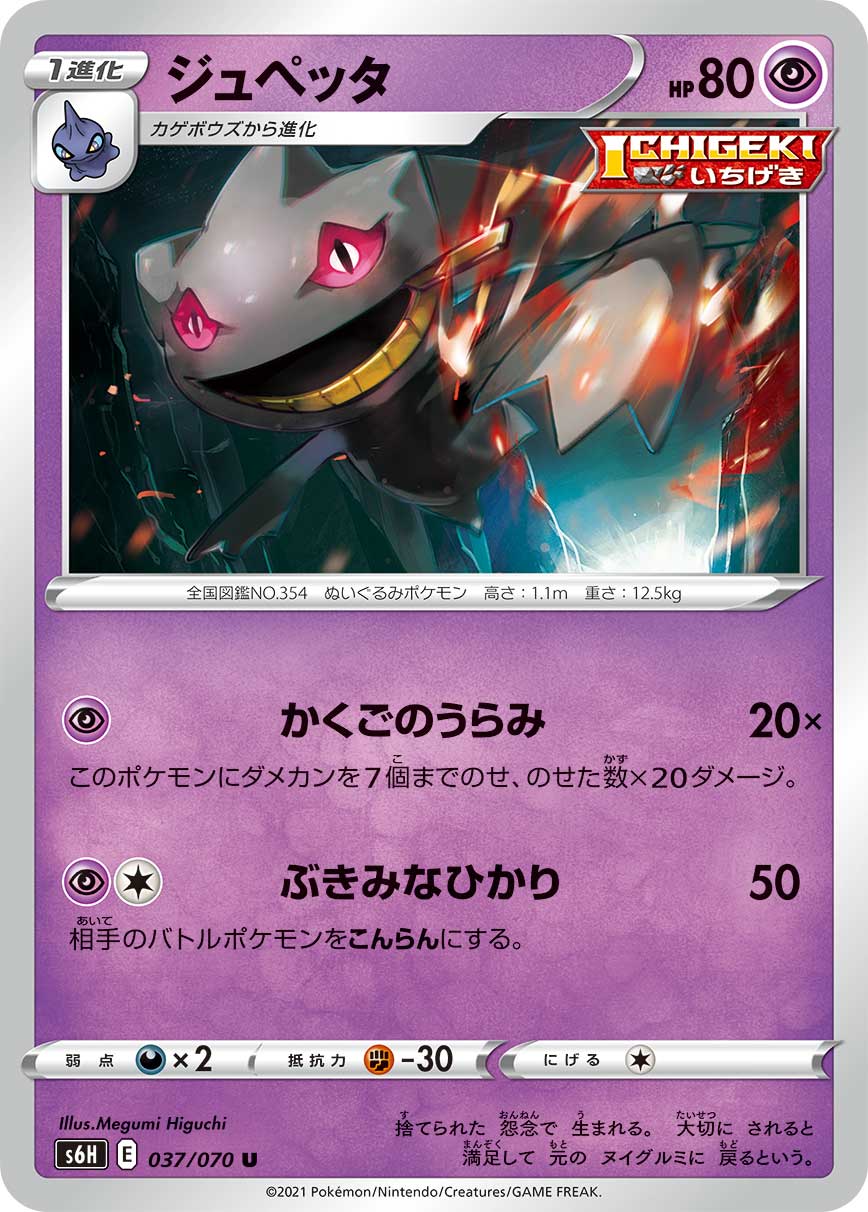 1進化
ジュペッタ
HP80
カゲボウズから進化
ICHIGEKI
いちげき
全国図鑑NO.354 ぬいぐるみポケモン 高さ:1.1m 重さ:12.5kg
かくごのうらみ 20×
このポケモンにダメカンを7個までのせ、のせた数×20ダメージ。
ぶきみなひかり 50
相手のバトルポケモンをこんらんにする。
弱点 ×2 抵抗力 -30 にげる
Illus.Megumi Higuchi
捨てられた 怨念で 生まれる。 大切に されると
満足して 元の ヌイグルミに 戻るという。
s6H E 037/070 U
©2021 Pokémon/Nintendo/Creatures/GAME FREAK.